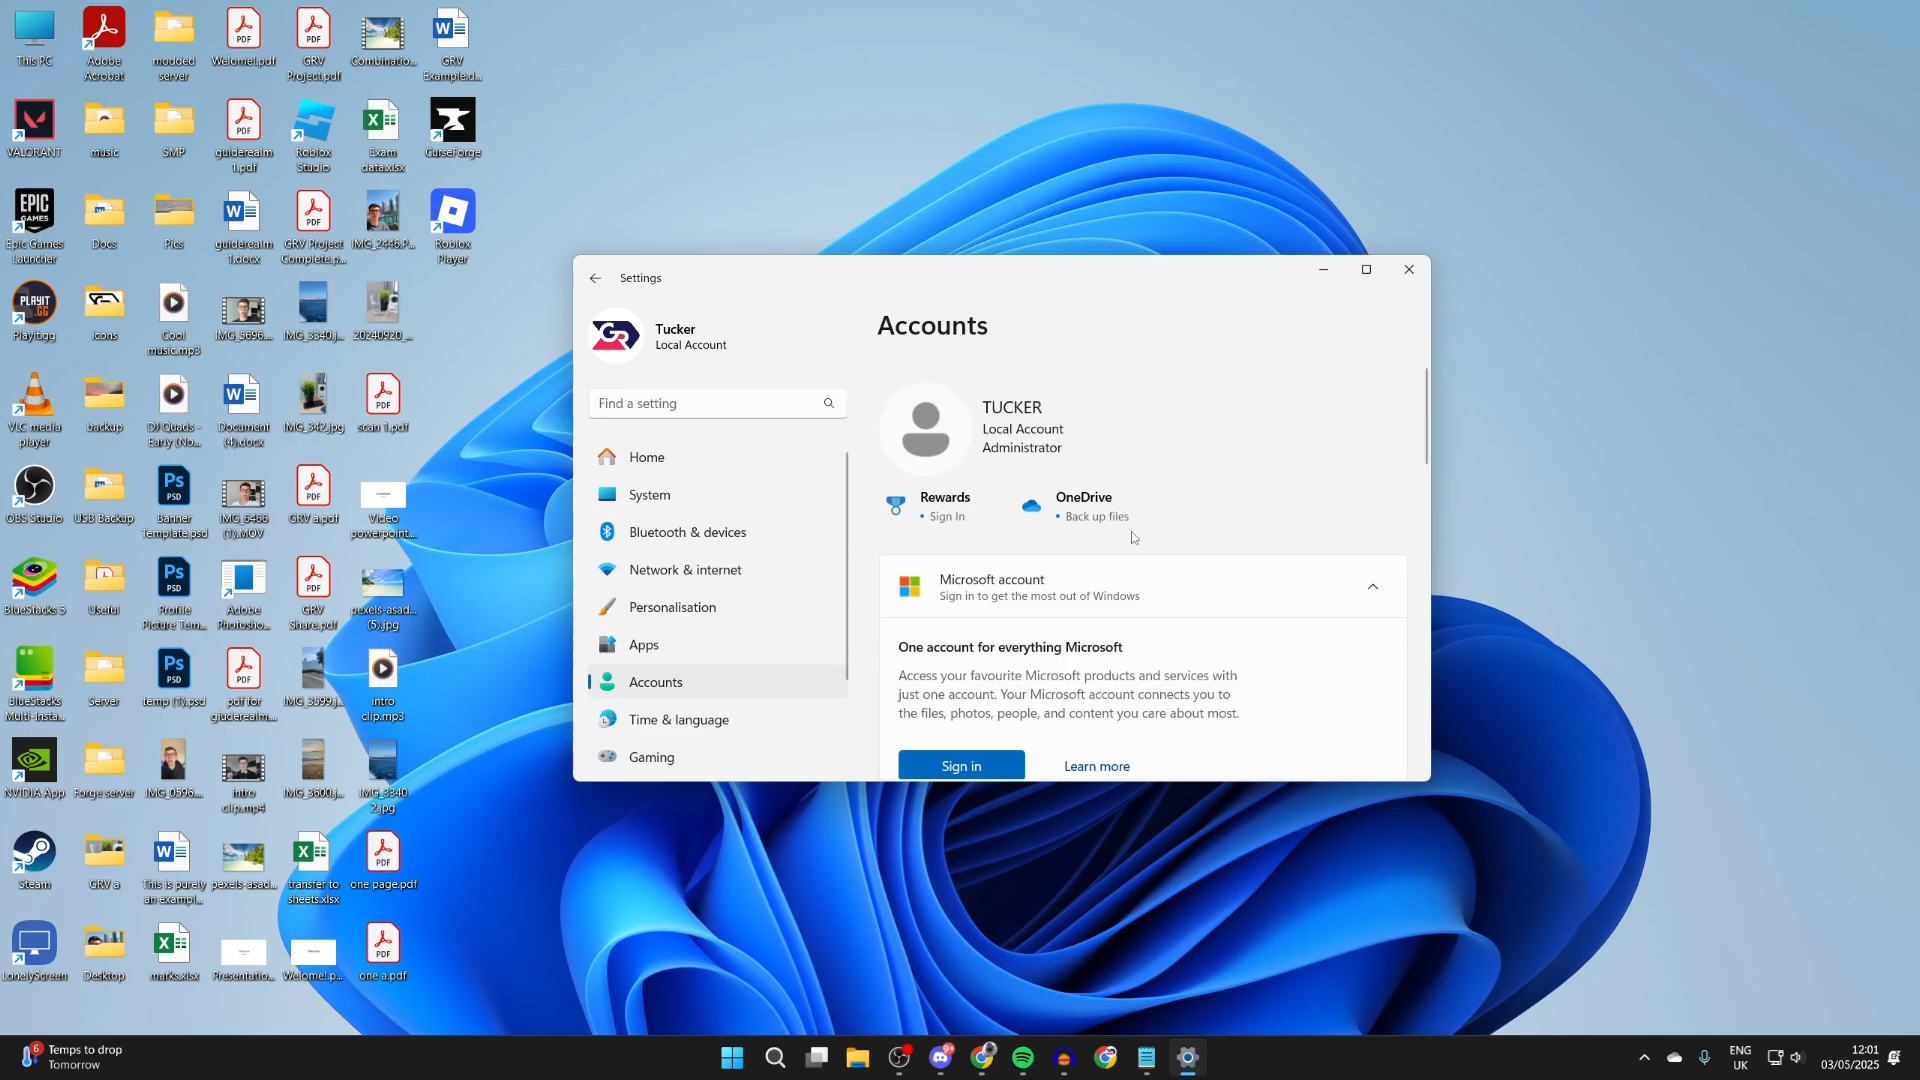 This PC
Adobe
Acrobat
modded
server
Welome!.pdf
GRV
Project.pdf
Combinatio...
GRV
Example.d...
VALORANT
music
SMP
guiderealm
1.pdf
Roblox
Studio
Exam
data.xlsx
CurseForge
Epic Games
Launcher
Docs
Pics
guiderealm
1.docx
GRV Project
Complete.p...
IMG_2446.P...
Roblox
Player
Playit.gg
icons
Cool
music.mp3
IMG_5696....
IMG_3340.j...
20240920_...
VLC media
player
backup
DJ Quads -
Early (No...
Document
(4).docx
IMG_342.jpg
scan 1.pdf
OBS Studio
USB Backup
Banner
Template.psd
IMG_6466
(1).MOV
GRV a.pdf
Video
powerpoint...
BlueStacks 5
Useful
Profile
Picture Tem...
Adobe
Photosho...
GRV
Share.pdf
pexels-asad...
(5).jpg
BlueStacks
Multi-Insta...
Server
temp (1).psd
pdf for
giuderealm...
IMG_3599.j...
intro
clip.mp3
NVIDIA App
Forge server
IMG_0596....
intro
clip.mp4
IMG_3600.j...
IMG_3340
2.jpg
Steam
GRV a
This is purely
an exampl...
pexels-asad...
transfer to
sheets.xlsx
one page.pdf
LonelyScreen
Desktop
marks.xlsx
Presentatio...
Welome!.p...
one a.pdf
Settings
Tucker
Local Account
Find a setting
Home
System
Bluetooth & devices
Network & internet
Personalisation
Apps
Accounts
Time & language
Gaming
Accounts
TUCKER
Local Account
Administrator
Rewards
• Sign In
OneDrive
• Back up files
Microsoft account
Sign in to get the most out of Windows
One account for everything Microsoft
Access your favourite Microsoft products and services with
just one account. Your Microsoft account connects you to
the files, photos, people, and content you care about most.
Sign in
Learn more
6
Temps to drop
Tomorrow
ENG
UK
12:01
03/05/2025